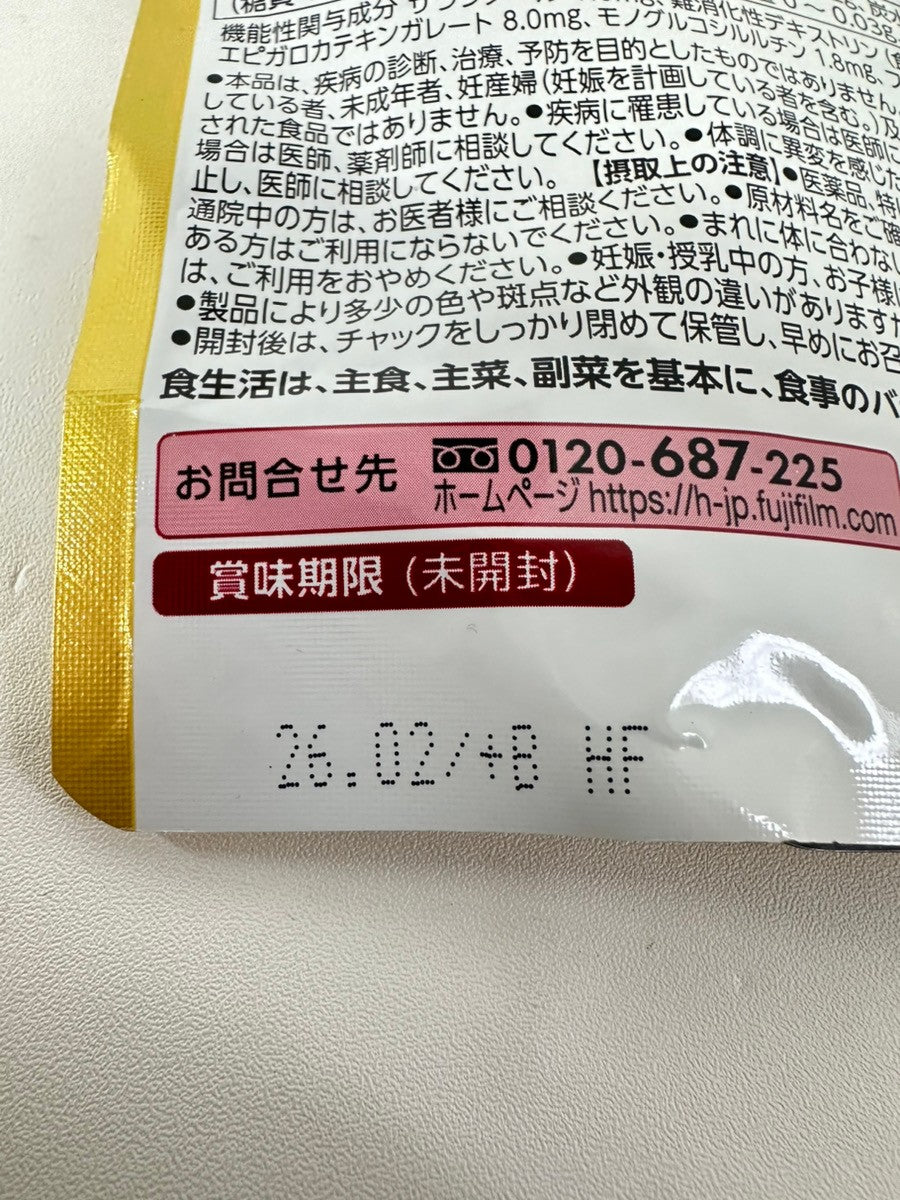 機能性関与成分
難消化性デキストリン
エピガロカテキンガレート 8.0mg、モノグルコシルルチン 1.8mg、
●本品は、疾病の診断、治療、予防を目的としたものではありません。
している者、未成年者、妊産婦(妊娠を計画している者を含む。)及
された食品ではありません。●疾病に罹患している場合は医師に
場合は医師、薬剤師に相談してください。●体調に異変を感じた
止し、医師に相談してください。 【摂取上の注意】●医薬品、特
通院中の方は、お医者様にご相談ください。●原材料名をご確
ある方はご利用にならないでください。●まれに体に合わない
は、ご利用をおやめください。●妊娠・授乳中の方、お子様は
●製品により多少の色や斑点など外観の違いがありますが
●開封後は、チャックをしっかり閉めて保管し、早めにお召
食生活は、主食、主菜、副菜を基本に、食事のバ
お問合せ先 0120-687-225
ホームページ https://h-jp.fujifilm.com
賞味期限(未開封)
26.02/+B HF